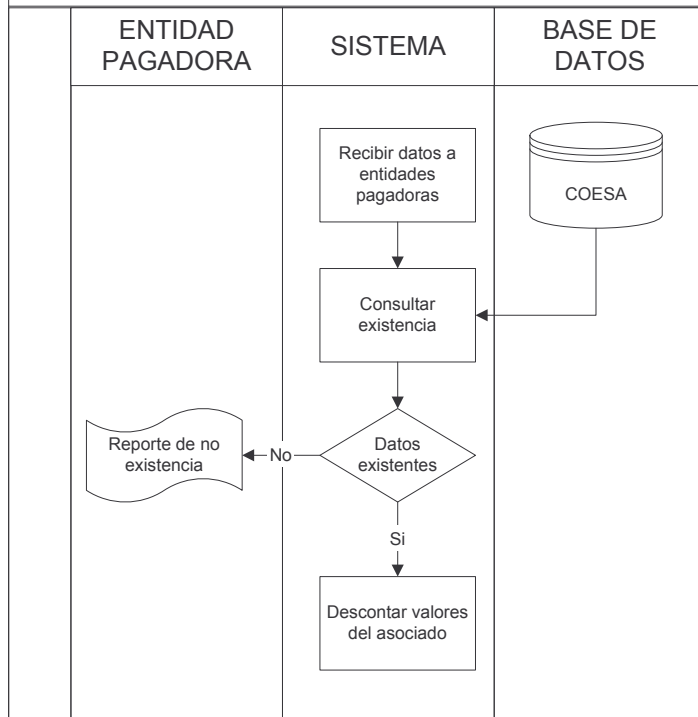 ENTIDAD
PAGADORA
SISTEMA
BASE DE
DATOS
Recibir datos a
entidades
pagadoras
COESA
Consultar
existencia
Reporte de no
existencia
No
Datos
existentes
Si
Descontar valores
del asociado